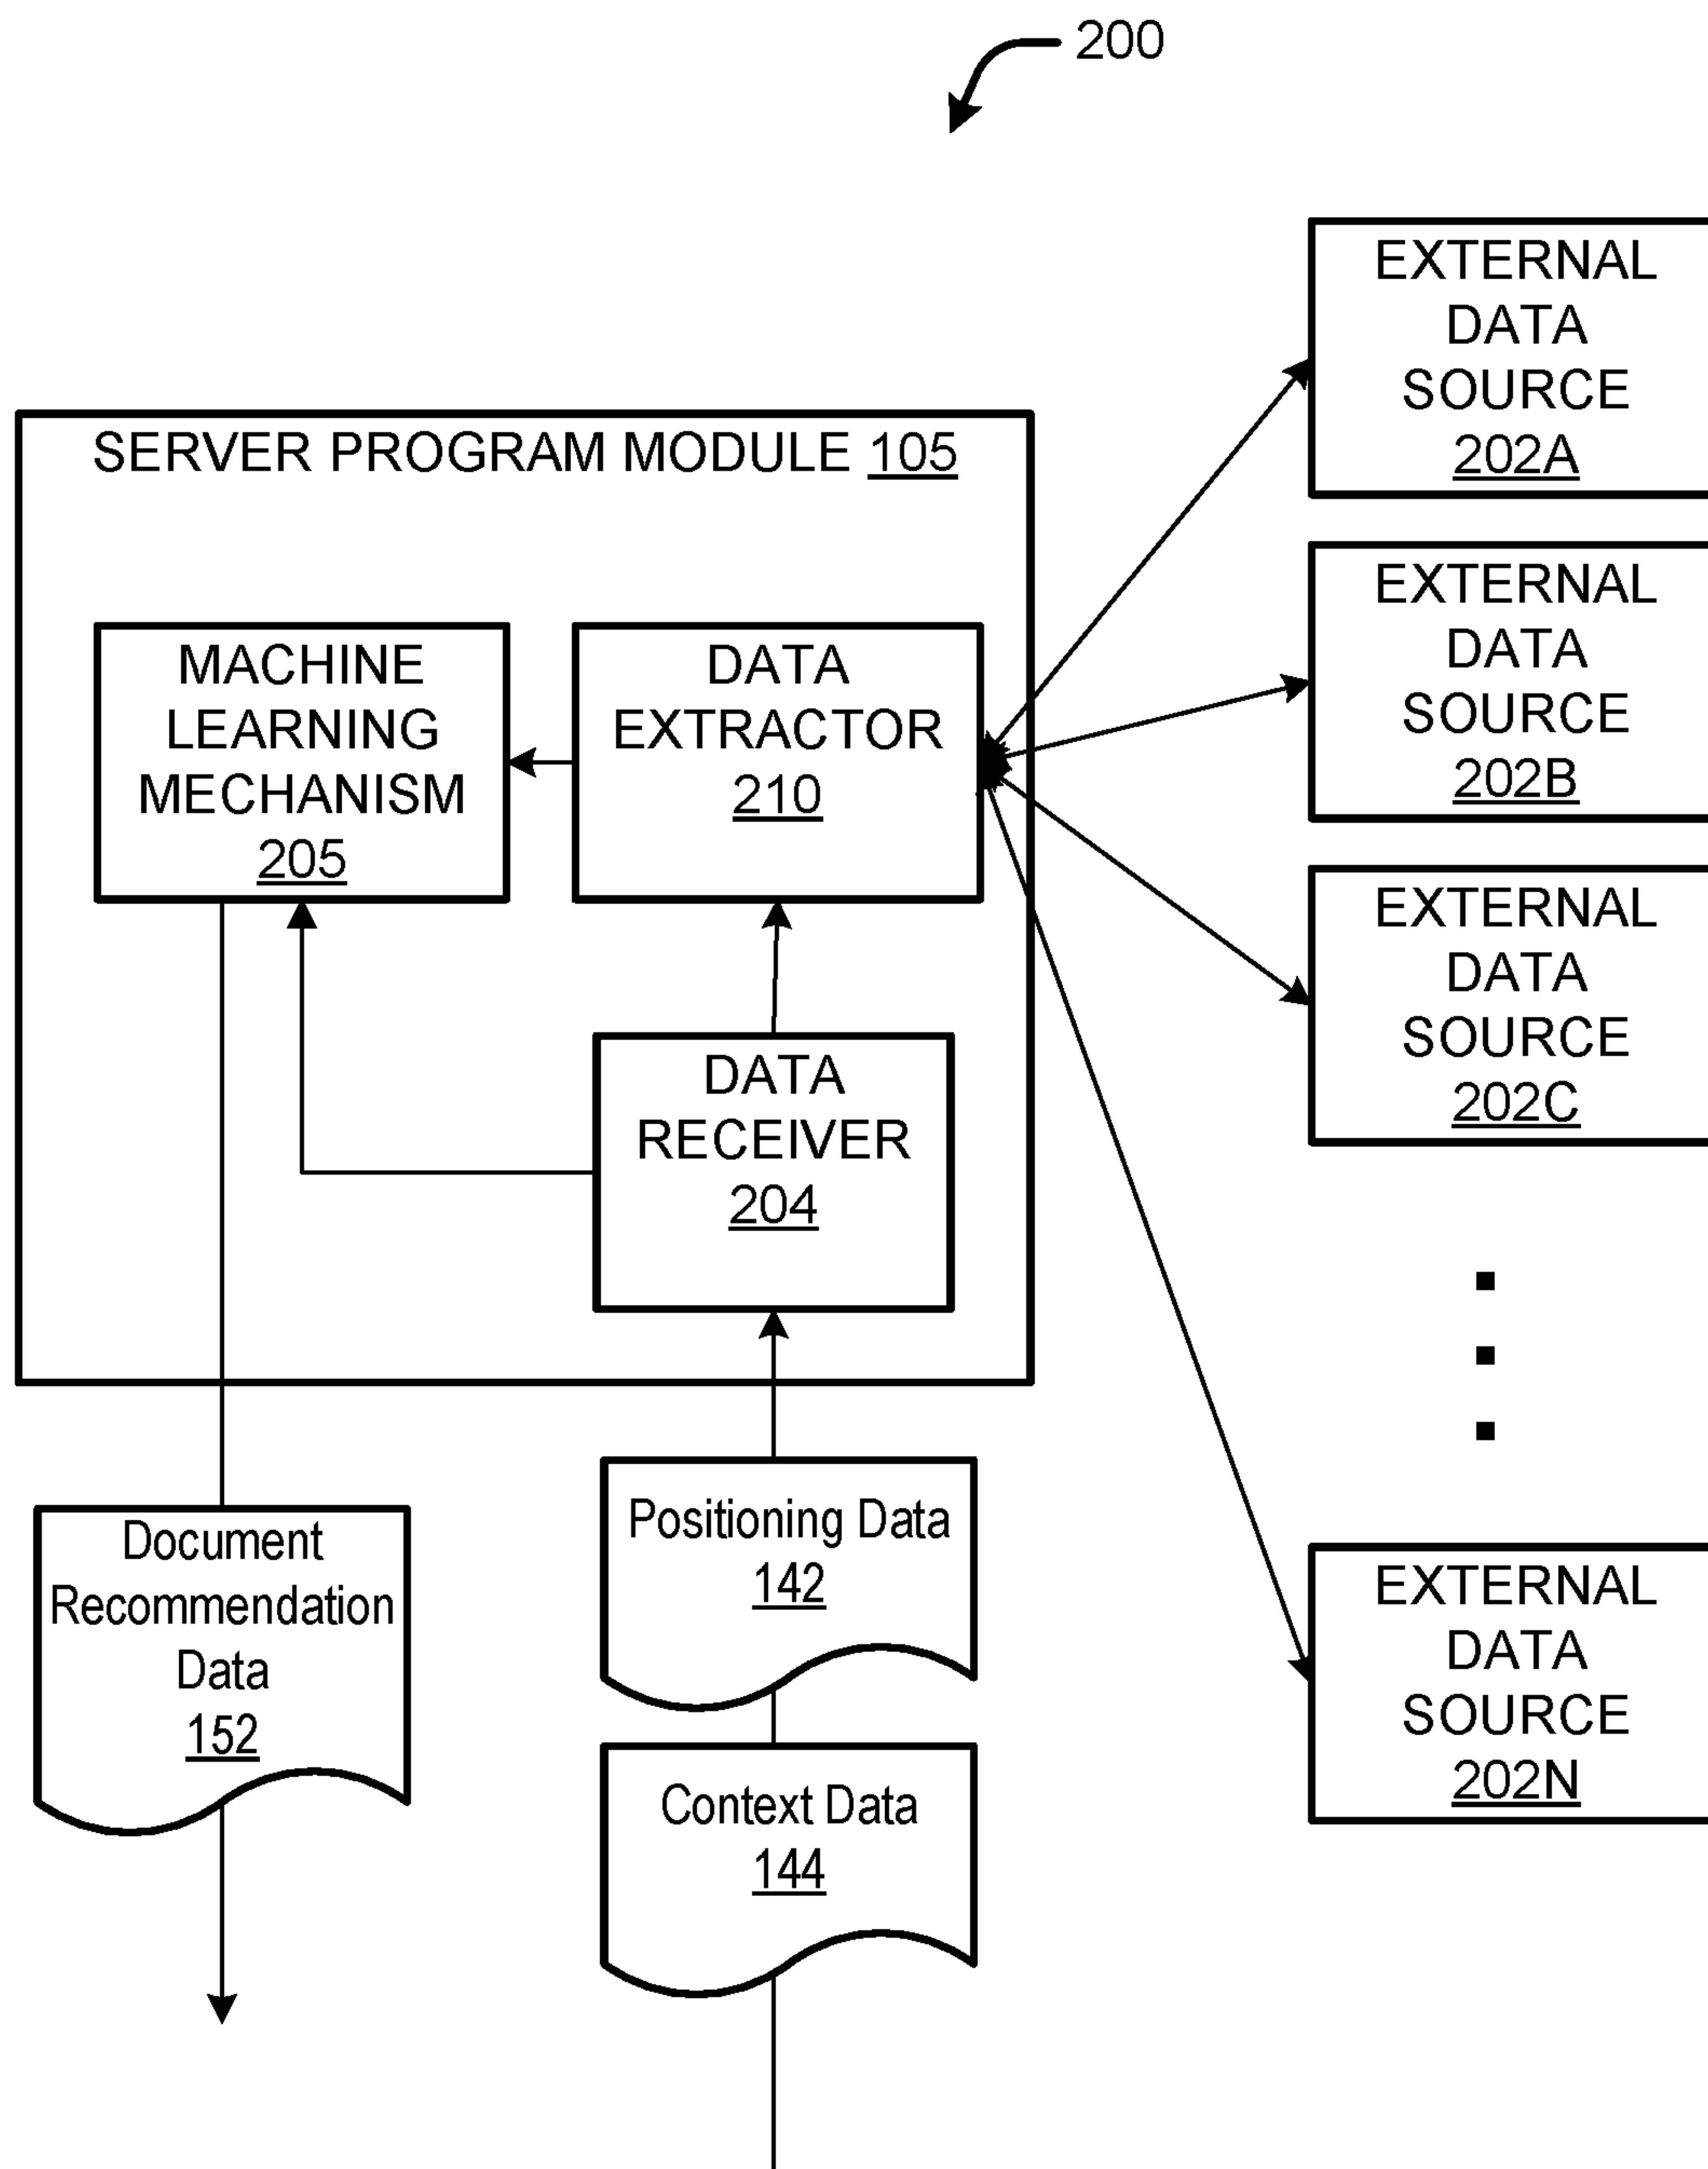 200
EXTERNAL
DATA
SOURCE
202A
SERVER PROGRAM MODULE 105
EXTERNAL
DATA
SOURCE
202B
MACHINE
LEARNING
MECHANISM
205
DATA
EXTRACTOR
210
EXTERNAL
DATA
SOURCE
202C
DATA
RECEIVER
204
Positioning Data
142
Document
Recommendation
Data
152
EXTERNAL
DATA
SOURCE
202N
Context Data
144